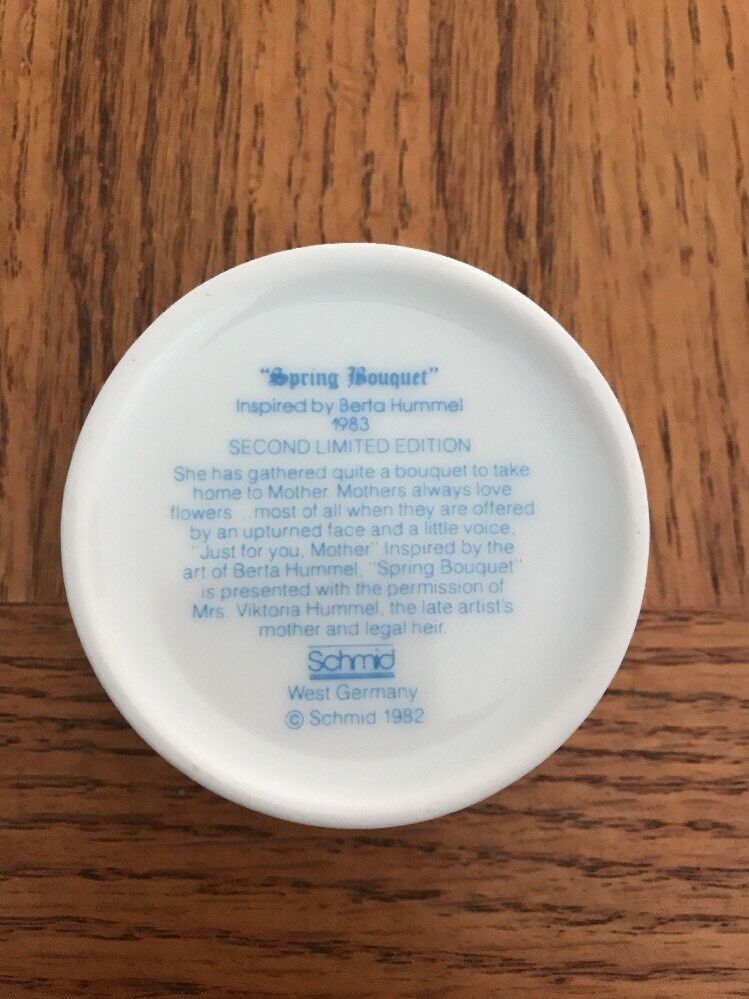 "Spring Bouquet"
Inspired by Berta Hummel
1983
SECOND LIMITED EDITION
She has gathered quite a bouquet to take
home to Mother. Mothers always love
flowers ... most of all when they are offered
by an upturned face and a little voice,
"Just for you, Mother." Inspired by the
art of Berta Hummel, "Spring Bouquet"
is presented with the permission of
Mrs. Viktoria Hummel, the late artist's
mother and legal heir.
Schmid
West Germany
© Schmid 1982